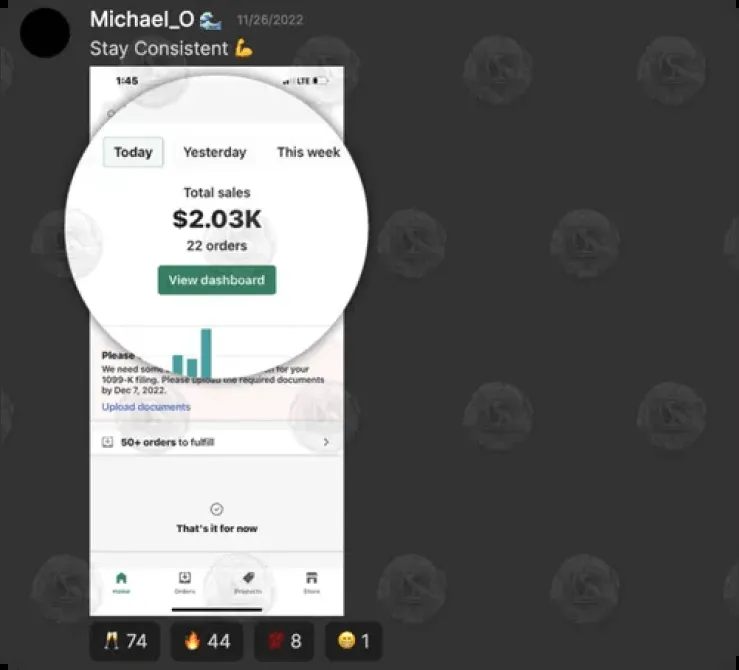 Michael_O 🌊 11/26/2022
Stay Consistent 💪
1:45 LTE
Today Yesterday This week
Total sales
$2.03K
22 orders
View dashboard
Please
We need some for your
1099-K filing. Please upload the required documents
by Dec 7, 2022.
Upload documents
50+ orders to fulfill
That's it for now
Home Orders Products Store
🥂 74 🔥 44 💯 8 😁 1